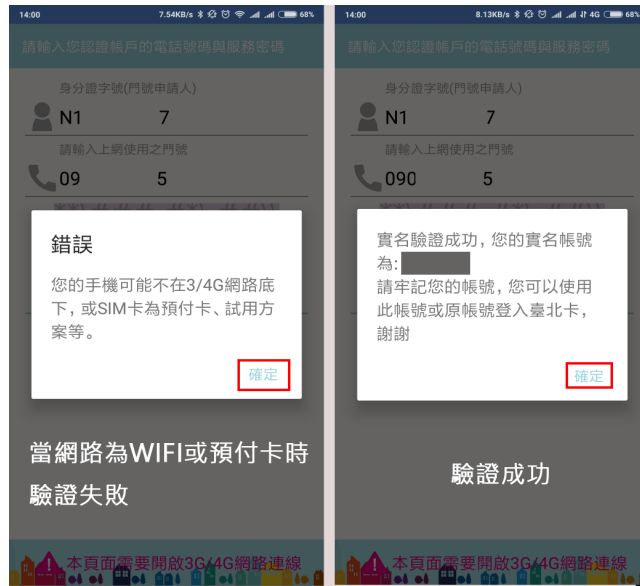 14:00
7.54KB/s
68%
請輸入您認證帳戶的電話號碼與服務密碼
身分證字號(門號申請人)
N1 7
請輸入上網使用之門號
09 5
錯誤
您的手機可能不在3/4G網路底
下，或SIM卡為預付卡、試用方
案等。
確定
當網路為WIFI或預付卡時
驗證失敗
本頁面需要開啟3G/4G網路連線
14:00
8.13KB/s
4G
68%
請輸入您認證帳戶的電話號碼與服務密碼
身分證字號(門號申請人)
N1 7
請輸入上網使用之門號
090 5
實名驗證成功，您的實名帳號
為:
請牢記您的帳號，您可以使用
此帳號或原帳號登入臺北卡，
謝謝
確定
驗證成功
本頁面需要開啟3G/4G網路連線